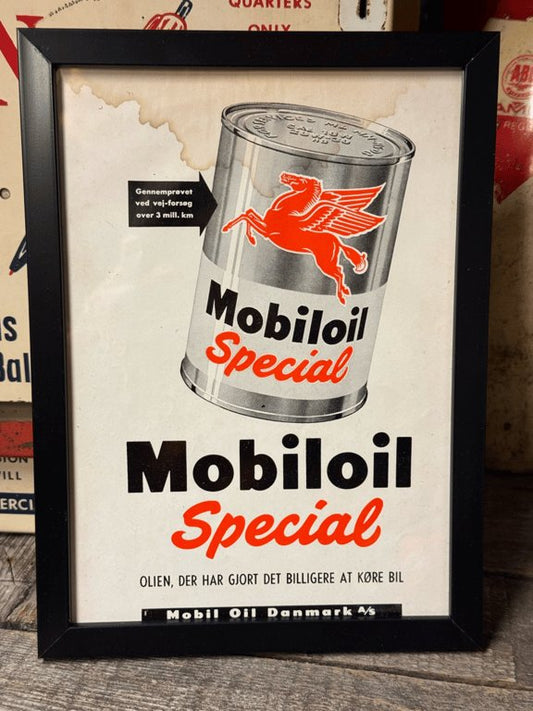 QUARTERS
ONLY
Gennemprøvet
ved vej-forsøg
over 3 mill. km
Mobiloil
Special
Mobiloil
Special
OLIEN, DER HAR GJORT DET BILLIGERE AT KØRE BIL
Mobil Oil Danmark A/S